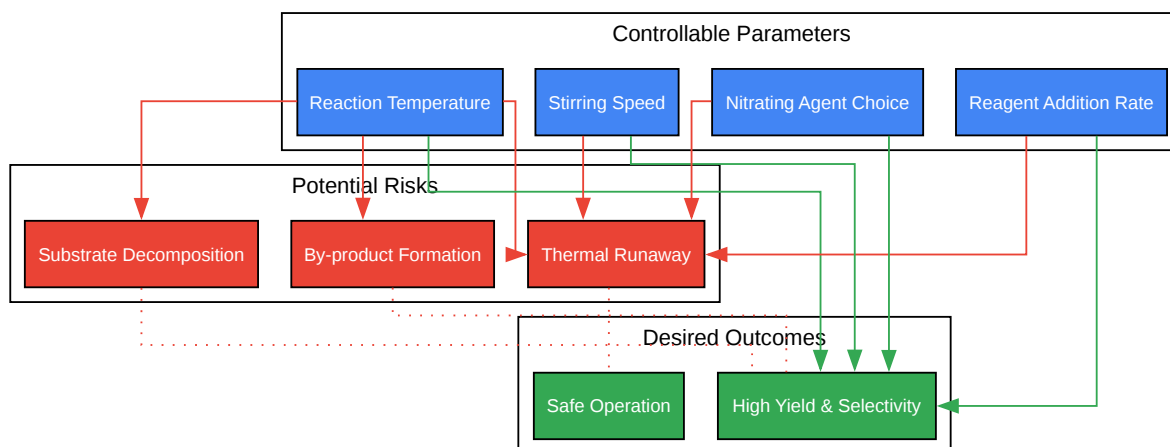 Controllable Parameters
Reaction Temperature
Stirring Speed
Nitrating Agent Choice
Reagent Addition Rate
Potential Risks
Substrate Decomposition
By-product Formation
Thermal Runaway
Desired Outcomes
Safe Operation
High Yield & Selectivity